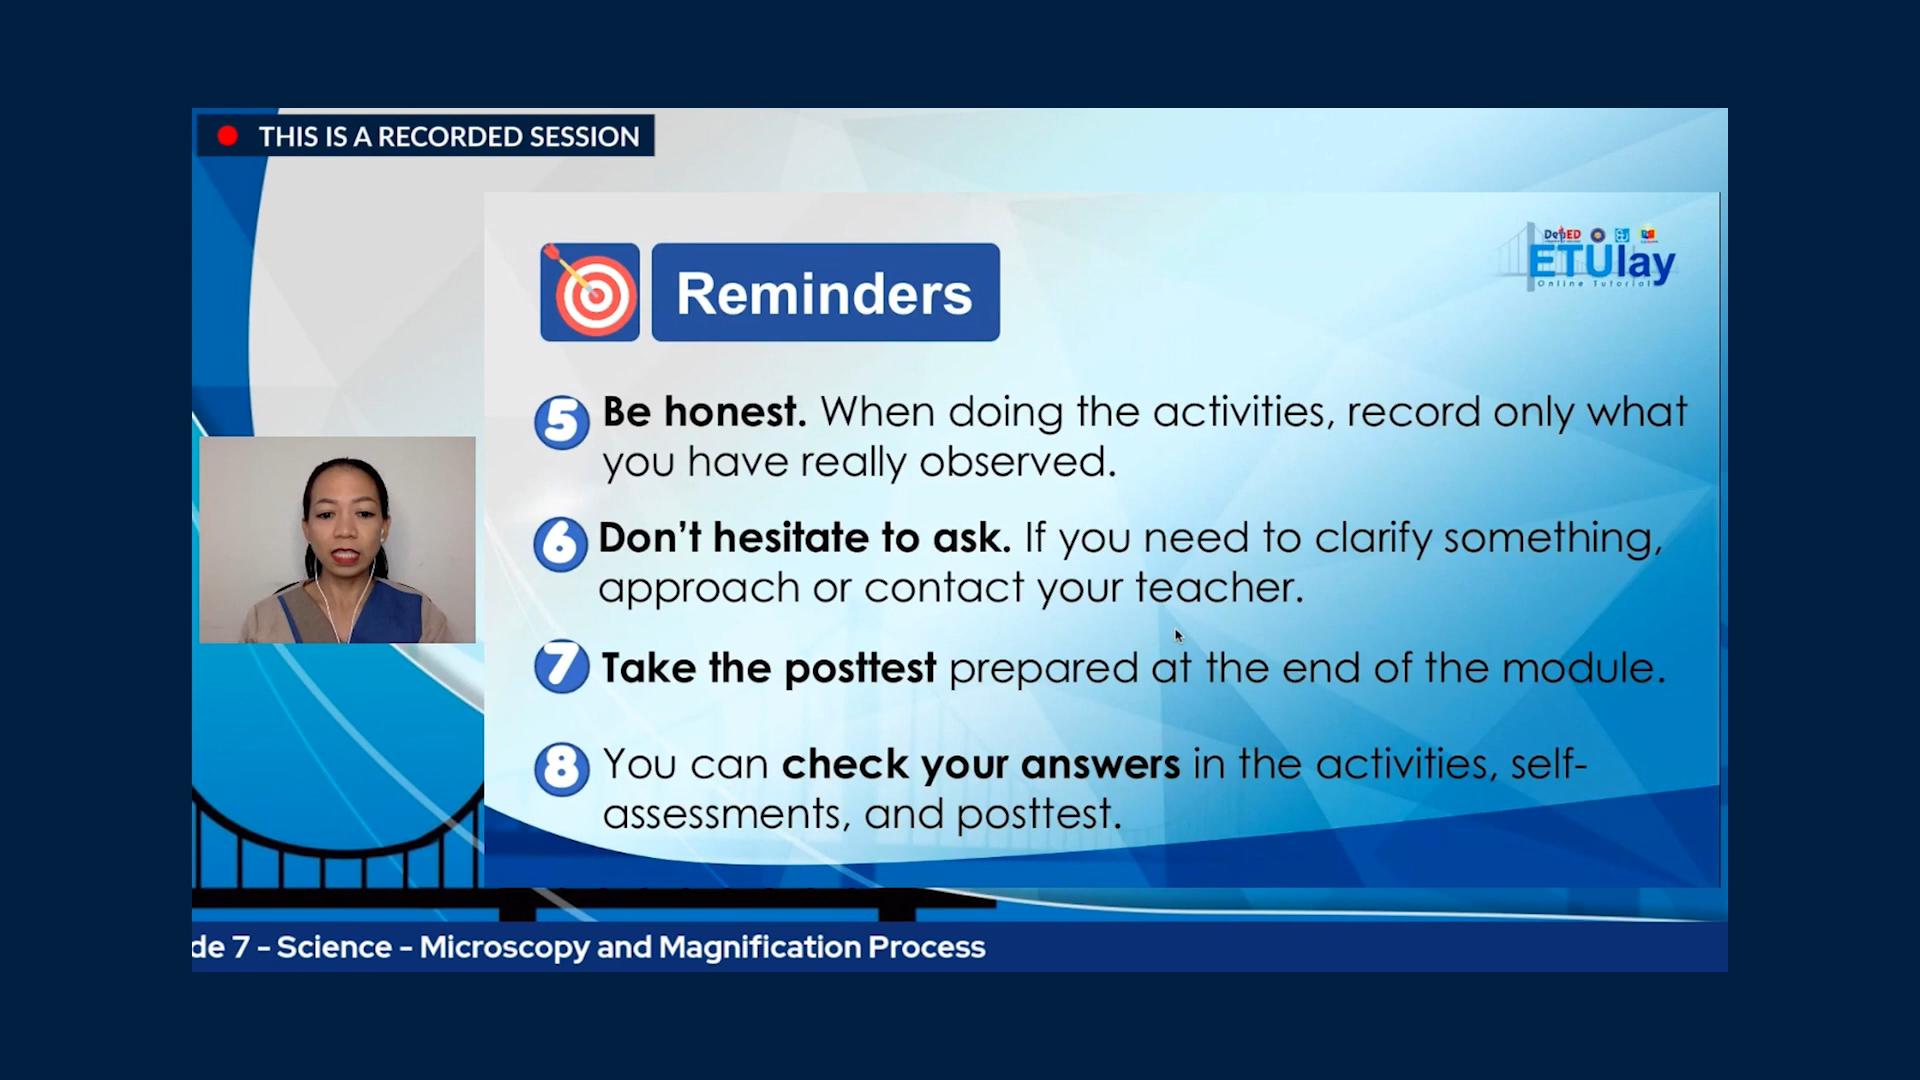 THIS IS A RECORDED SESSION
Reminders
DepED
ETUlay
Online Tutorial
5 Be honest. When doing the activities, record only what
you have really observed.
6 Don't hesitate to ask. If you need to clarify something,
approach or contact your teacher.
7 Take the posttest prepared at the end of the module.
8 You can check your answers in the activities, self-
assessments, and posttest.
de 7 - Science - Microscopy and Magnification Process